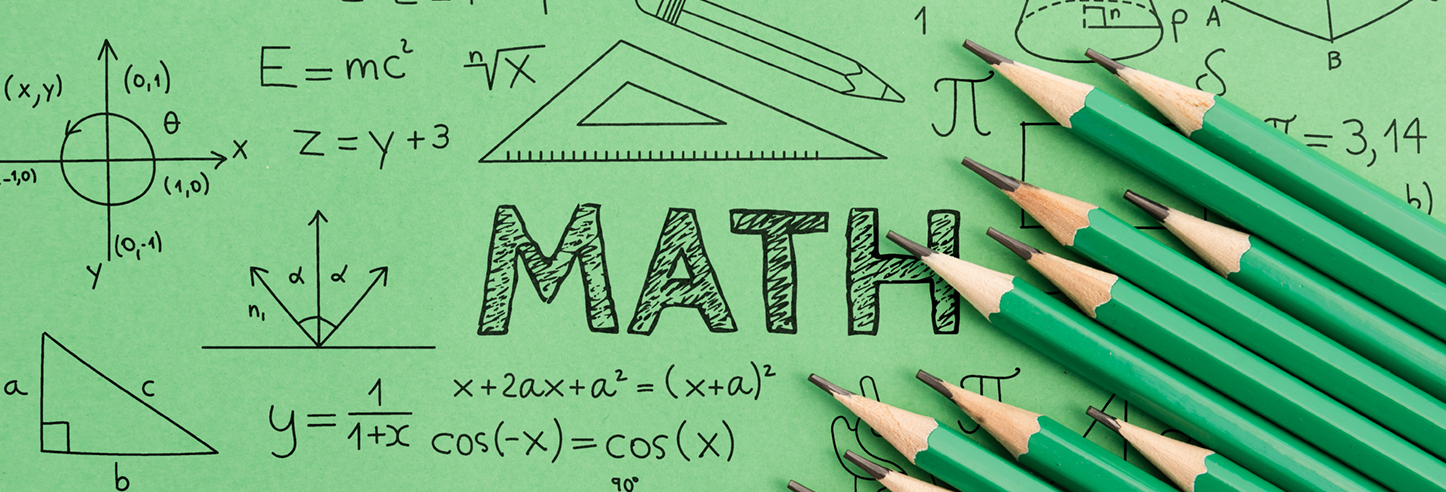 E = mc²
ⁿ√x
1
n
ρ A
B
(x,y)
(0,1)
θ
x
(-1,0)
(1,0)
(0,-1)
y
z = y + 3
π
δ
π = 3,14
b)
MATH
α α
n₁
a
c
b
y = 1/1+x
x+2ax+a² = (x+a)²
cos(-x) = cos(x)
90°
π